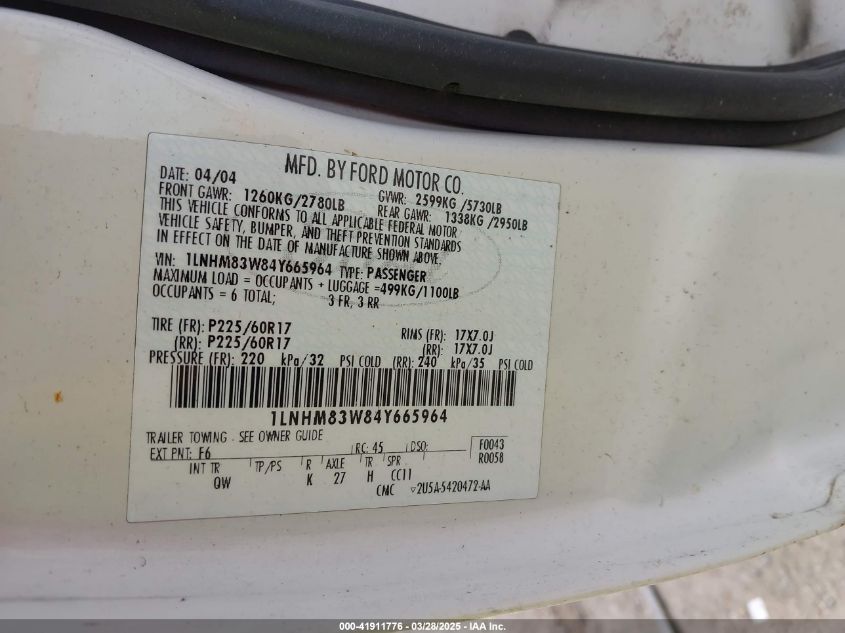 MFD. BY FORD MOTOR CO.
DATE: 04/04 GVWR: 2599KG /5730LB
FRONT GAWR: 1260KG/2780LB REAR GAWR: 1338KG /2950LB
THIS VEHICLE CONFORMS TO ALL APPLICABLE FEDERAL MOTOR
VEHICLE SAFETY, BUMPER, AND THEFT PREVENTION STANDARDS
IN EFFECT ON THE DATE OF MANUFACTURE SHOWN ABOVE.
VIN: 1LNHM83W84Y665964 TYPE: PASSENGER
MAXIMUM LOAD = OCCUPANTS + LUGGAGE =499KG/1100LB
OCCUPANTS = 6 TOTAL; 3 FR, 3 RR
TIRE (FR): P225/60R17 RIMS (FR): 17X7.0J
(RR): P225/60R17 (RR): 17X7.0J
PRESSURE (FR): 220 kPa/32 PSI COLD (RR): 240 kPa/35 PSI COLD
1LNHM83W84Y665964
TRAILER TOWING - SEE OWNER GUIDE
EXT PNT: F6 RC: 45 DSO: F0043
R0058
INT TR TP/PS R AXLE TR SPR
QW K 27 H CC11
CMC ▽2U5A-5420472-AA
000-41911776 — 03/28/2025 — IAA Inc.